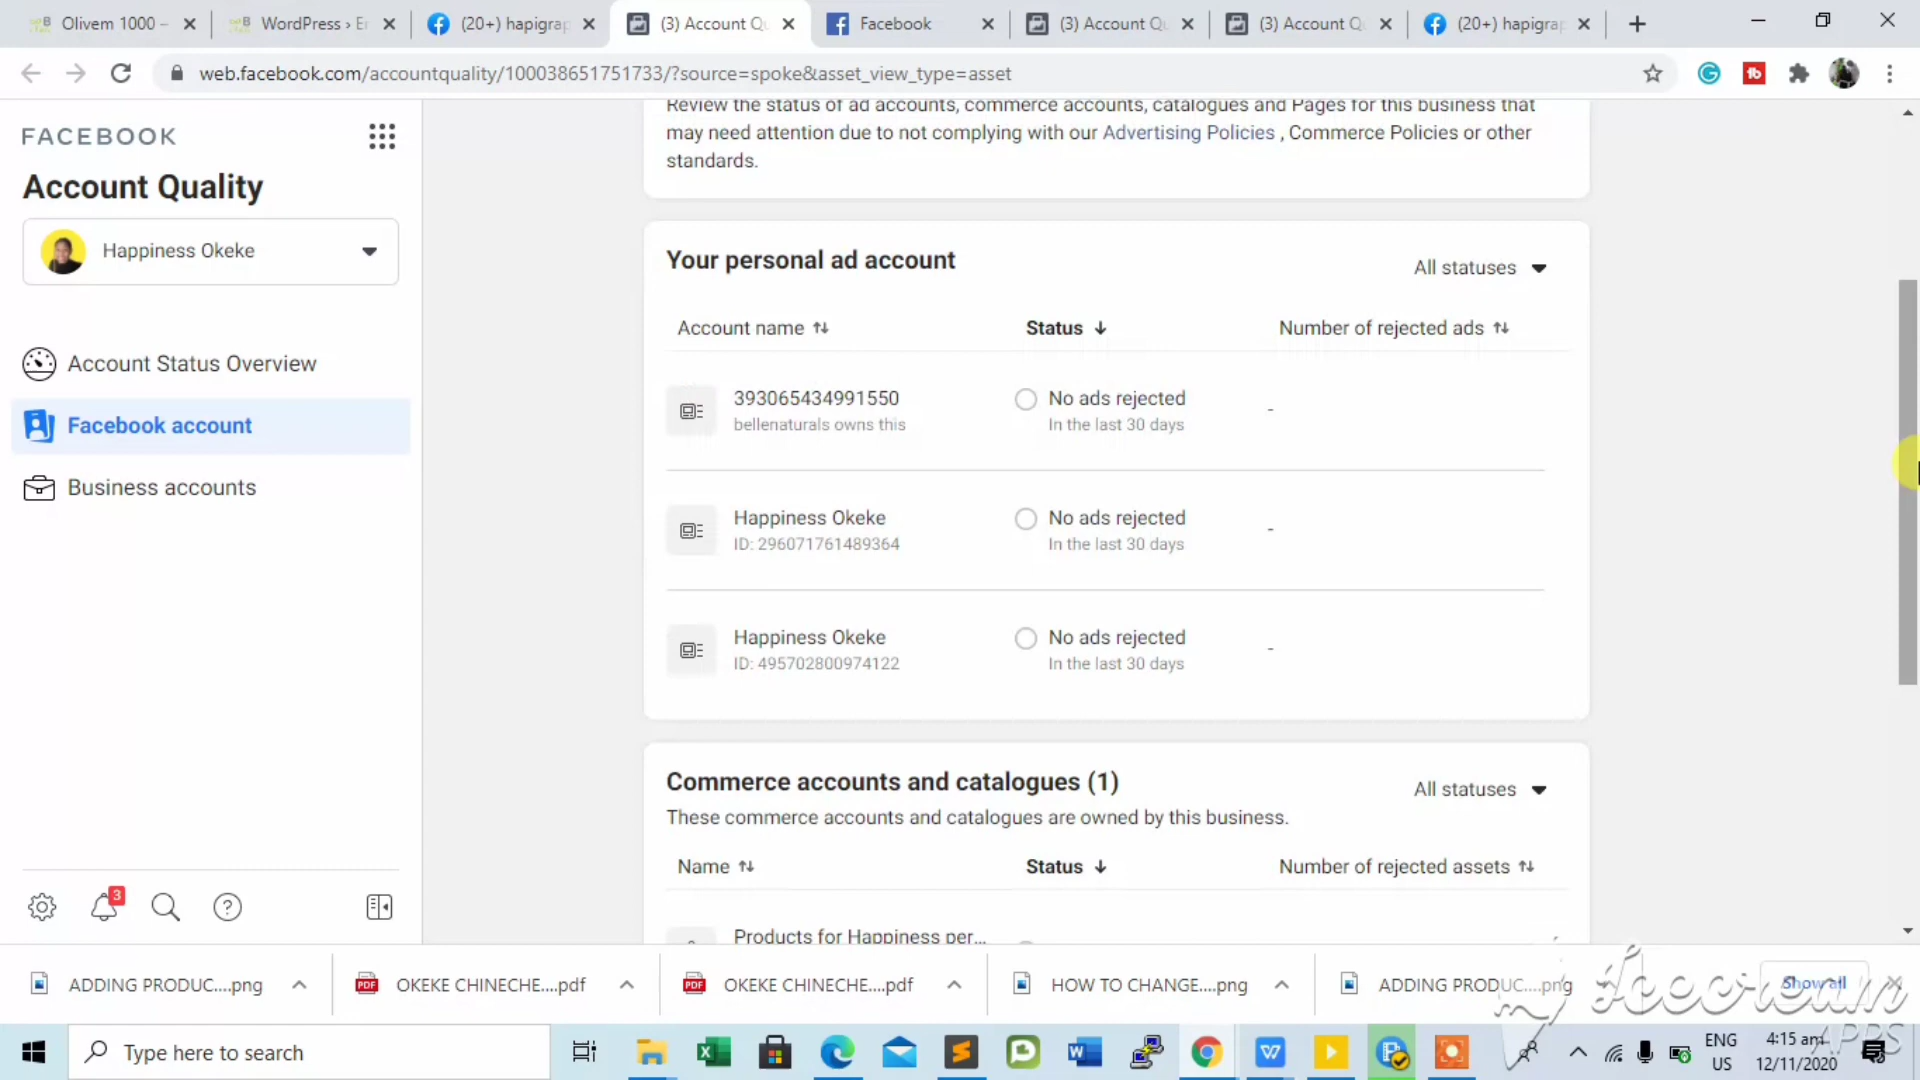 Olivem 1000 –
WordPress › Er
(20+) hapigrap
(3) Account Qu
Facebook
(3) Account Qu
(3) Account Qu
(20+) hapigrap
web.facebook.com/accountquality/100038651751733/?source=spoke&asset_view_type=asset
FACEBOOK
Account Quality
Happiness Okeke
Account Status Overview
Facebook account
Business accounts
3
Review the status of ad accounts, commerce accounts, catalogues and Pages for this business that
may need attention due to not complying with our Advertising Policies , Commerce Policies or other
standards.
Your personal ad account
All statuses
Account name
Status
Number of rejected ads
393065434991550
bellenaturals owns this
No ads rejected
In the last 30 days
-
Happiness Okeke
ID: 296071761489364
No ads rejected
In the last 30 days
-
Happiness Okeke
ID: 495702800974122
No ads rejected
In the last 30 days
-
Commerce accounts and catalogues (1)
All statuses
These commerce accounts and catalogues are owned by this business.
Name
Status
Number of rejected assets
Products for Happiness per...
ADDING PRODUC....png
OKEKE CHINECHE....pdf
OKEKE CHINECHE....pdf
HOW TO CHANGE....png
ADDING PRODUC....png
Show all
Icecream
APPS
Type here to search
ENG
US
4:15 am
12/11/2020